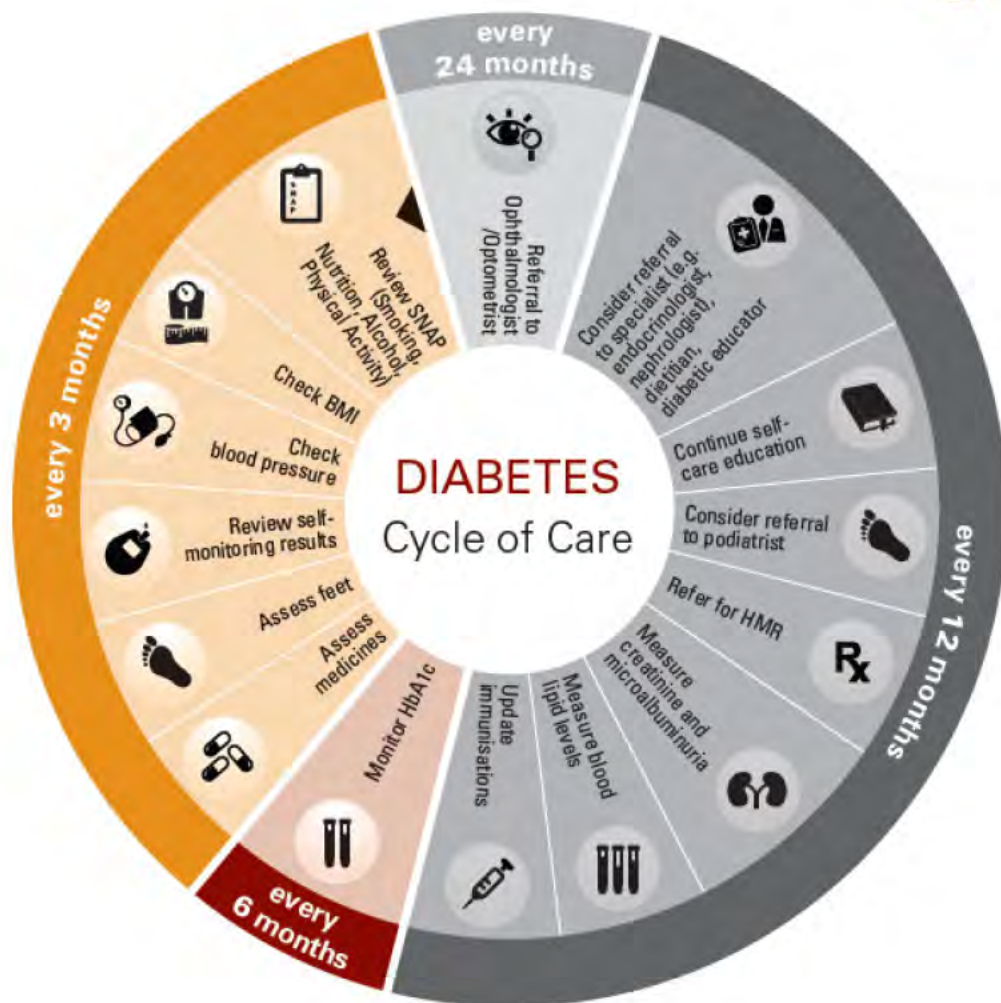 every
24 months
Referral to
Ophthalmologist
/Optometrist
every 12 months
Consider referral
to specialist (e.g.
endocrinologist,
nephrologist),
dietitian,
diabetic educator
Continue self-
care education
Consider referral
to podiatrist
Refer for HMR
Rx
Measure
creatinine and
microalbuminuria
Measure blood
lipid levels
Update
immunisations
every
6 months
Monitor HbA1c
every 3 months
Assess
medicines
Assess feet
Review self-
monitoring results
Check
blood pressure
Check BMI
Review SNAP
(Smoking,
Nutrition, Alcohol,
Physical Activity)
SNAP
DIABETES
Cycle of Care